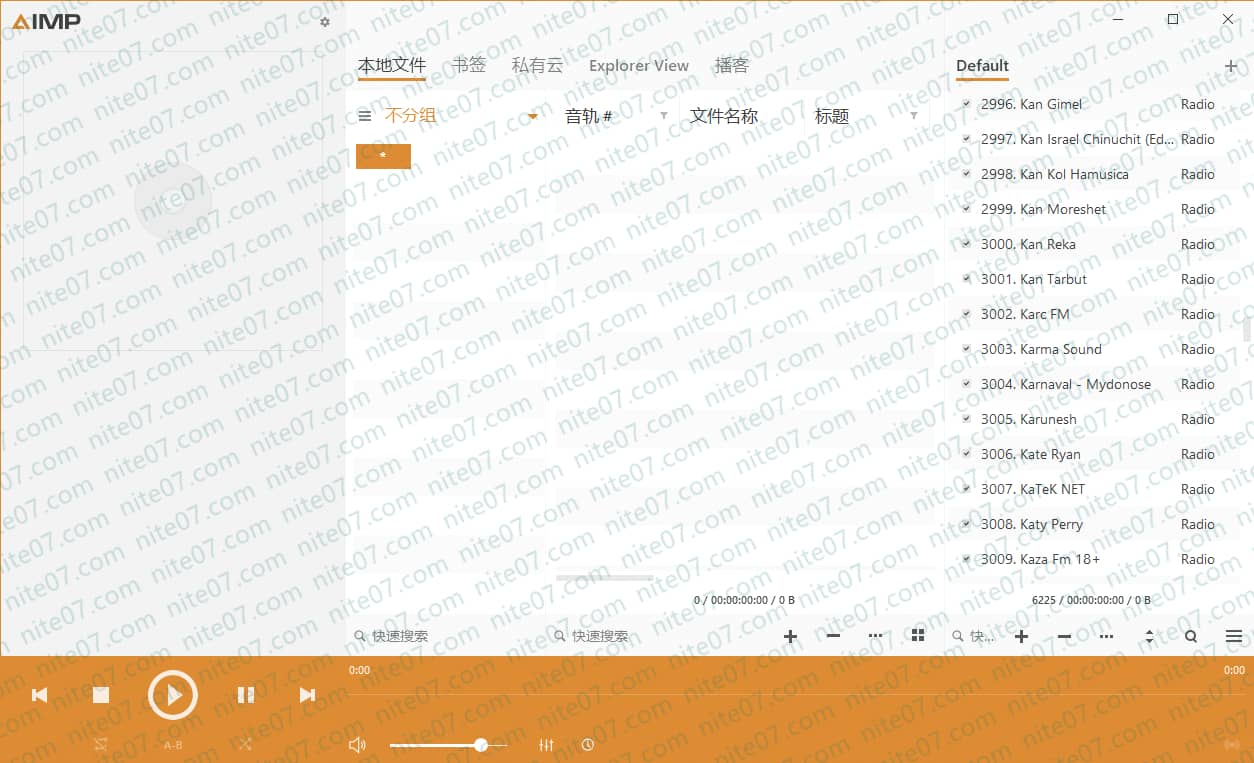 AIMP
本地文件 书签 私有云 Explorer View 播客
Default
不分组 音轨 # 文件名称 标题
*
2996. Kan Gimel Radio
2997. Kan Israel Chinuchit (Ed... Radio
2998. Kan Kol Hamusica Radio
2999. Kan Moreshet Radio
3000. Kan Reka Radio
3001. Kan Tarbut Radio
3002. Karc FM Radio
3003. Karma Sound Radio
3004. Karnaval - Mydonose Radio
3005. Karunesh Radio
3006. Kate Ryan Radio
3007. KaTeK NET Radio
3008. Katy Perry Radio
3009. Kaza Fm 18+ Radio
0 / 00:00:00:00 / 0 B
6225 / 00:00:00:00 / 0 B
快速搜索 快速搜索 快...
0:00 0:00
A-B
nite07.com